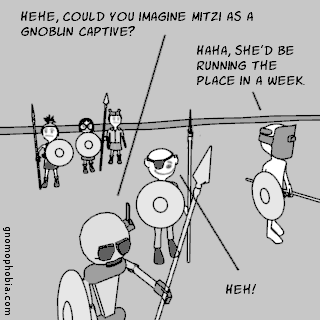 HEHE, COULD YOU IMAGINE MITZI AS A
GNOBLIN CAPTIVE?
HAHA, SHE'D BE
RUNNING THE
PLACE IN A WEEK.
HEH!
gnomophobia.com